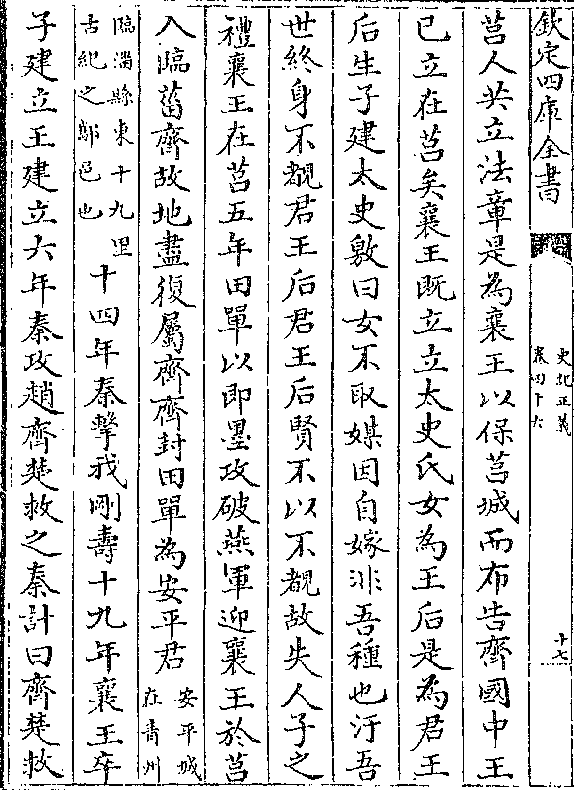 欽定四庫全書
史記正義
卷四十六
十七
莒人共立法章是為襄王以保莒城而布告齊國中王
已立在莒矣襄王既立立太史氏女為王后是為君王
后生子建太史敫曰女不取媒因自嫁非吾種也汙吾
世終身不覩君王后君王后賢不以不覩故失人子之
禮襄王在莒五年田單以即墨攻破燕軍迎襄王於莒
入臨菑齊故地盡復屬齊齊封田單為安平君安平城在青州
臨淄縣東十九里古紀之鄣邑也十四年秦擊我剛壽十九年襄王卒
子建立王建立六年秦攻趙齊楚救之秦計曰齊楚救